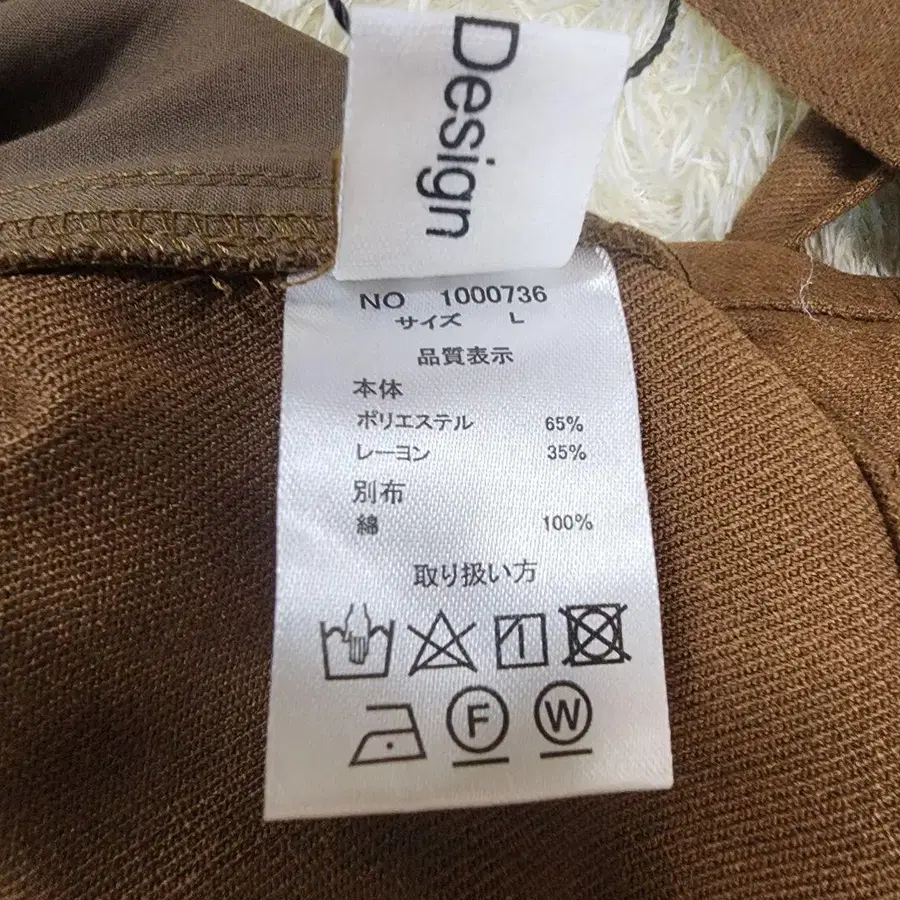 Design
NO 1000736
サイズ L
品質表示
本体
ポリエステル 65%
レーヨン 35%
別布
綿 100%
取り扱い方
F W